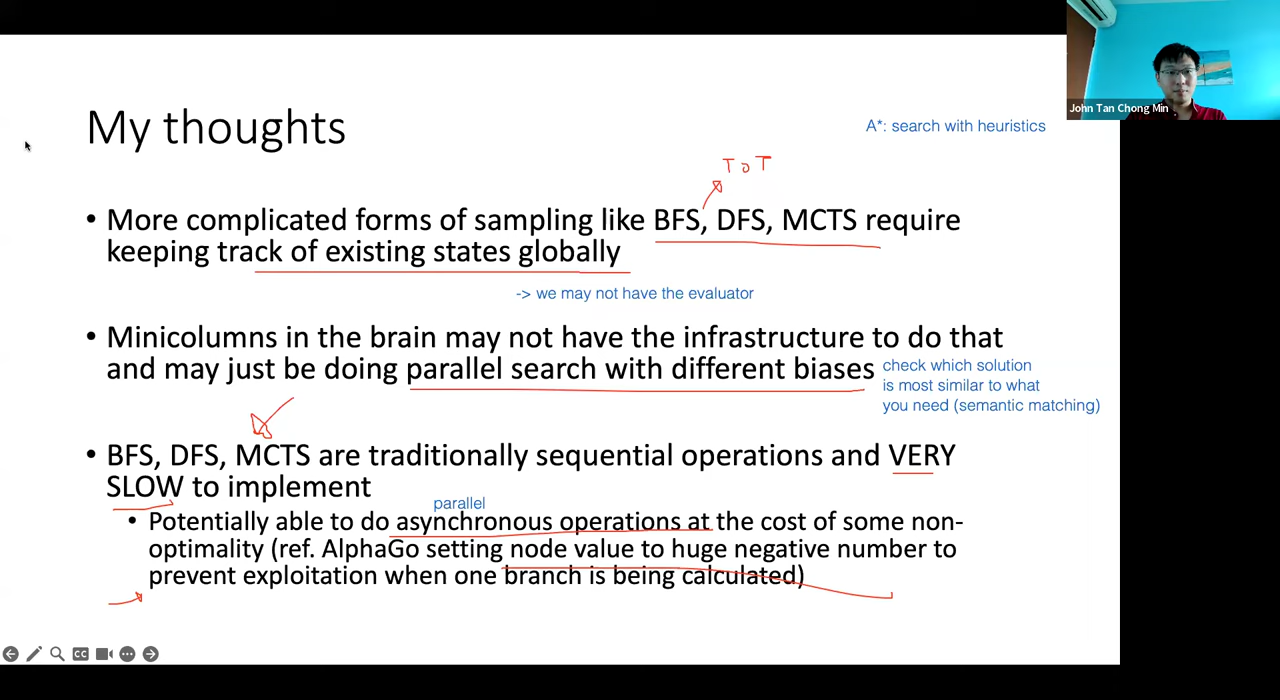 John Tan Chong Min
My thoughts
A*: search with heuristics
ToT
• More complicated forms of sampling like BFS, DFS, MCTS require
keeping track of existing states globally
-> we may not have the evaluator
• Minicolumns in the brain may not have the infrastructure to do that
and may just be doing parallel search with different biases
check which solution
is most similar to what
you need (semantic matching)
• BFS, DFS, MCTS are traditionally sequential operations and VERY
SLOW to implement
parallel
• Potentially able to do asynchronous operations at the cost of some non-
optimality (ref. AlphaGo setting node value to huge negative number to
prevent exploitation when one branch is being calculated)
CC